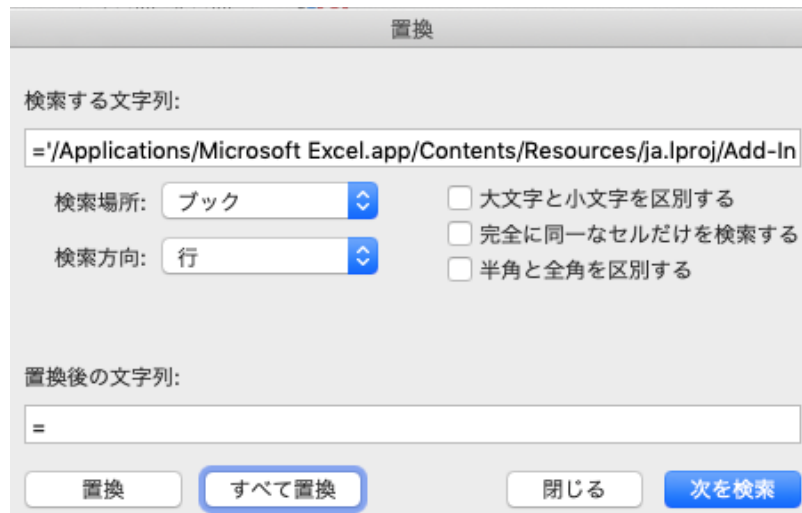 置換
検索する文字列:
='/Applications/Microsoft Excel.app/Contents/Resources/ja.lproj/Add-In
検索場所: ブック
大文字と小文字を区別する
完全に同一なセルだけを検索する
検索方向: 行
半角と全角を区別する
置換後の文字列:
=
置換 すべて置換 閉じる 次を検索